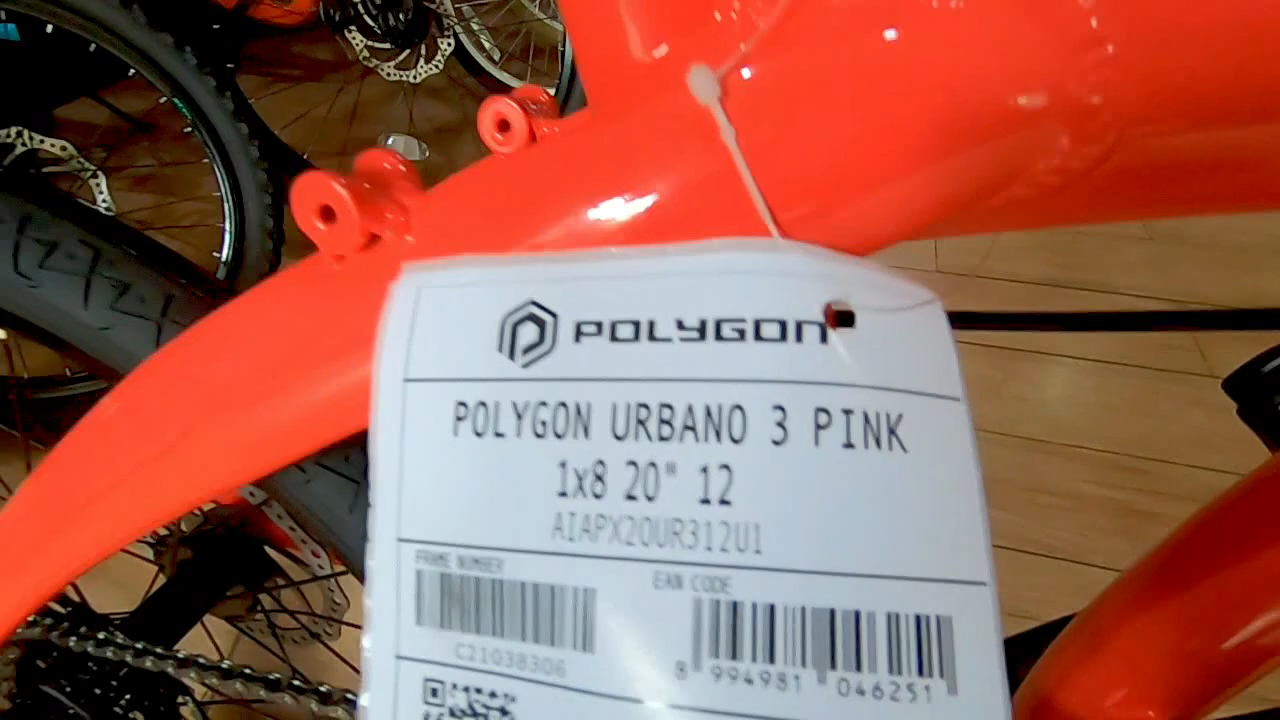 POLYGON
POLYGON URBANO 3 PINK
1x8 20" 12
AIAPX20UR312U1
FRAME NUMBER
EAN CODE
C21038306
8 994981 046251